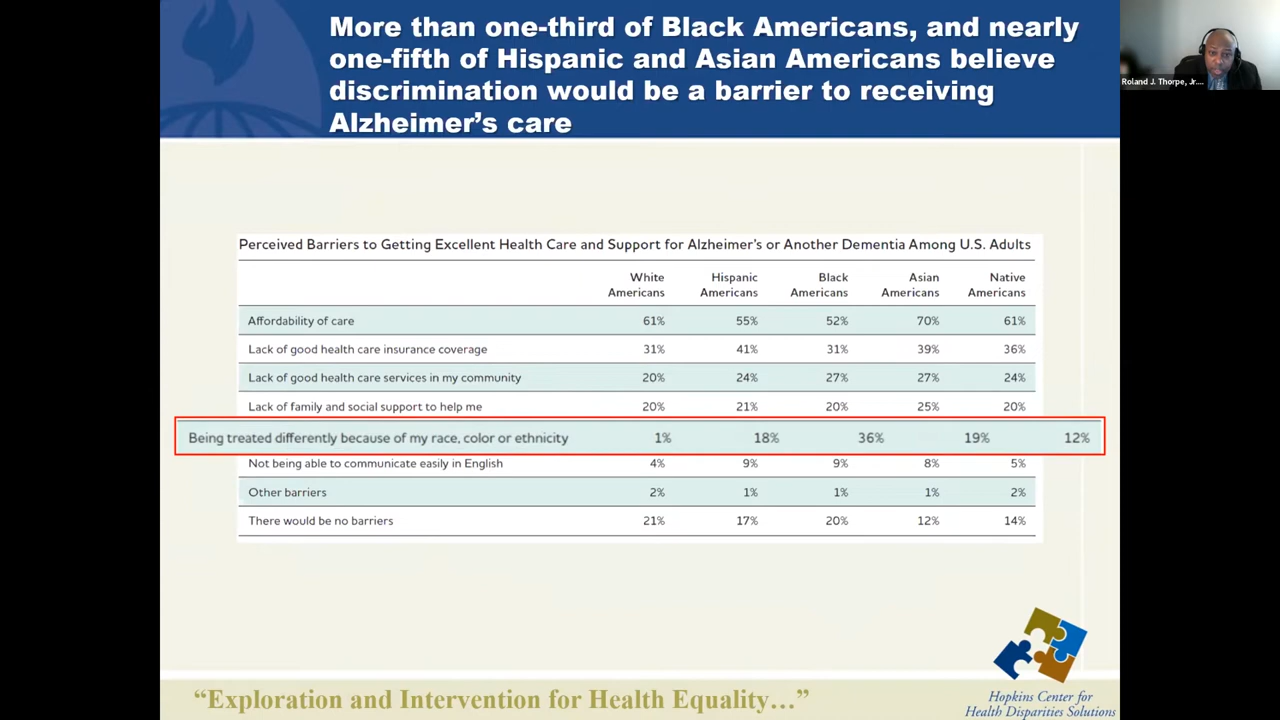 More than one-third of Black Americans, and nearly
one-fifth of Hispanic and Asian Americans believe
discrimination would be a barrier to receiving
Alzheimer's care
Roland J. Thorpe, Jr....
Perceived Barriers to Getting Excellent Health Care and Support for Alzheimer's or Another Dementia Among U.S. Adults
White Americans Hispanic Americans Black Americans Asian Americans Native Americans
Affordability of care 61% 55% 52% 70% 61%
Lack of good health care insurance coverage 31% 41% 31% 39% 36%
Lack of good health care services in my community 20% 24% 27% 27% 24%
Lack of family and social support to help me 20% 21% 20% 25% 20%
Being treated differently because of my race, color or ethnicity 1% 18% 36% 19% 12%
Not being able to communicate easily in English 4% 9% 9% 8% 5%
Other barriers 2% 1% 1% 1% 2%
There would be no barriers 21% 17% 20% 12% 14%
"Exploration and Intervention for Health Equality..."
Hopkins Center for
Health Disparities Solutions